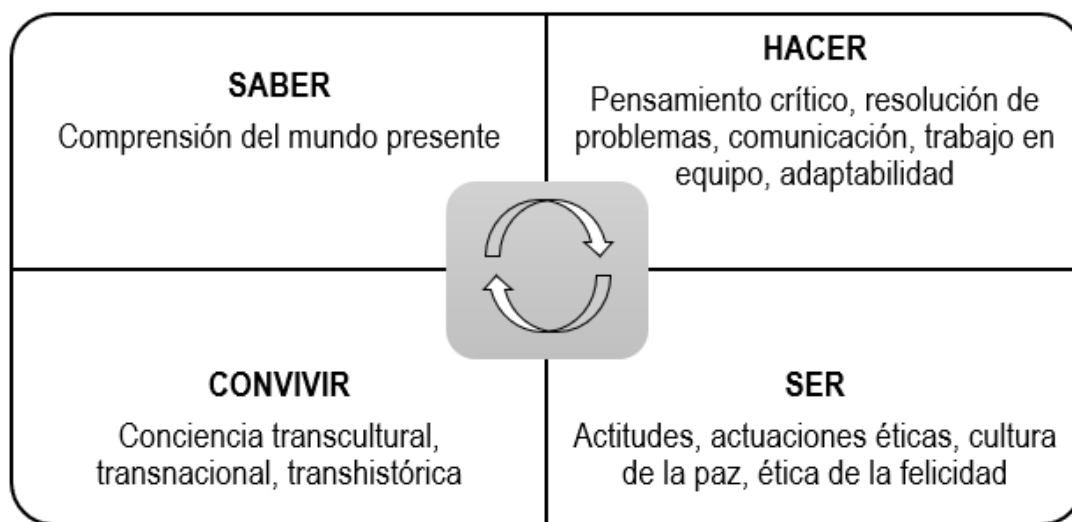 SABER
Comprensión del mundo presente
HACER
Pensamiento crítico, resolución de
problemas, comunicación, trabajo en
equipo, adaptabilidad
CONVIVIR
Conciencia transcultural,
transnacional, transhistórica
SER
Actitudes, actuaciones éticas, cultura
de la paz, ética de la felicidad